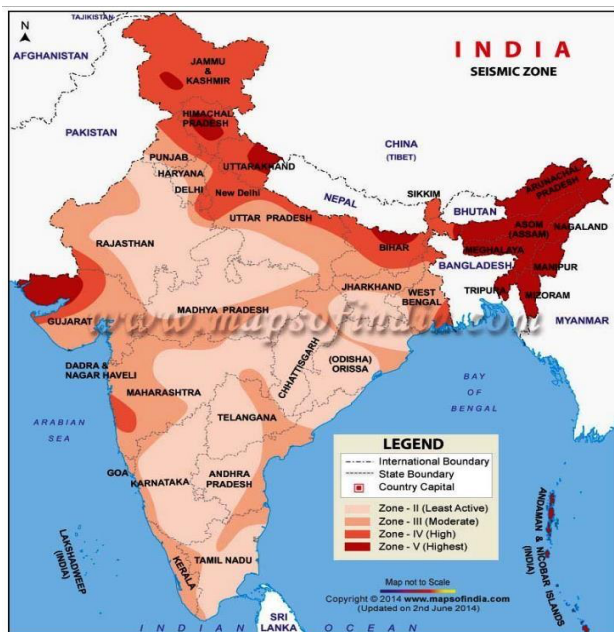 N
TAJIKISTAN
AFGHANISTAN
INDIA
SEISMIC ZONE
JAMMU
&
KASHMIR
HIMACHAL
PRADESH
PAKISTAN
PUNJAB
UTTARAKHAND
HARYANA
DELHI
New Delhi
CHINA
(TIBET)
NEPAL
SIKKIM
BHUTAN
ARUNACHAL
PRADESH
ASOM
(ASSAM)
NAGALAND
MEGHALAYA
MANIPUR
BANGLADESH
TRIPURA
MIZORAM
MYANMAR
RAJASTHAN
UTTAR PRADESH
BIHAR
JHARKHAND
WEST
BENGAL
GUJARAT
MADHYA PRADESH
www.mapsofindia.com
CHHATTISGARH
(ODISHA)
ORISSA
DADRA &
NAGAR HAVELI
MAHARASHTRA
TELANGANA
ARABIAN
SEA
BAY
OF
BENGAL
GOA
KARNATAKA
ANDHRA
PRADESH
LAKSHADWEEP
(INDIA)
KERALA
TAMIL NADU
SRI
LANKA
INDIAN OCEAN
ANDAMAN & NICOBAR ISLANDS
(INDIA)
LEGEND
International Boundary
State Boundary
Country Capital
Zone - II (Least Active)
Zone - III (Moderate)
Zone - IV (High)
Zone - V (Highest)
Map not to Scale
Copyright © 2014 www.mapsofindia.com
(Updated on 2nd June 2014)